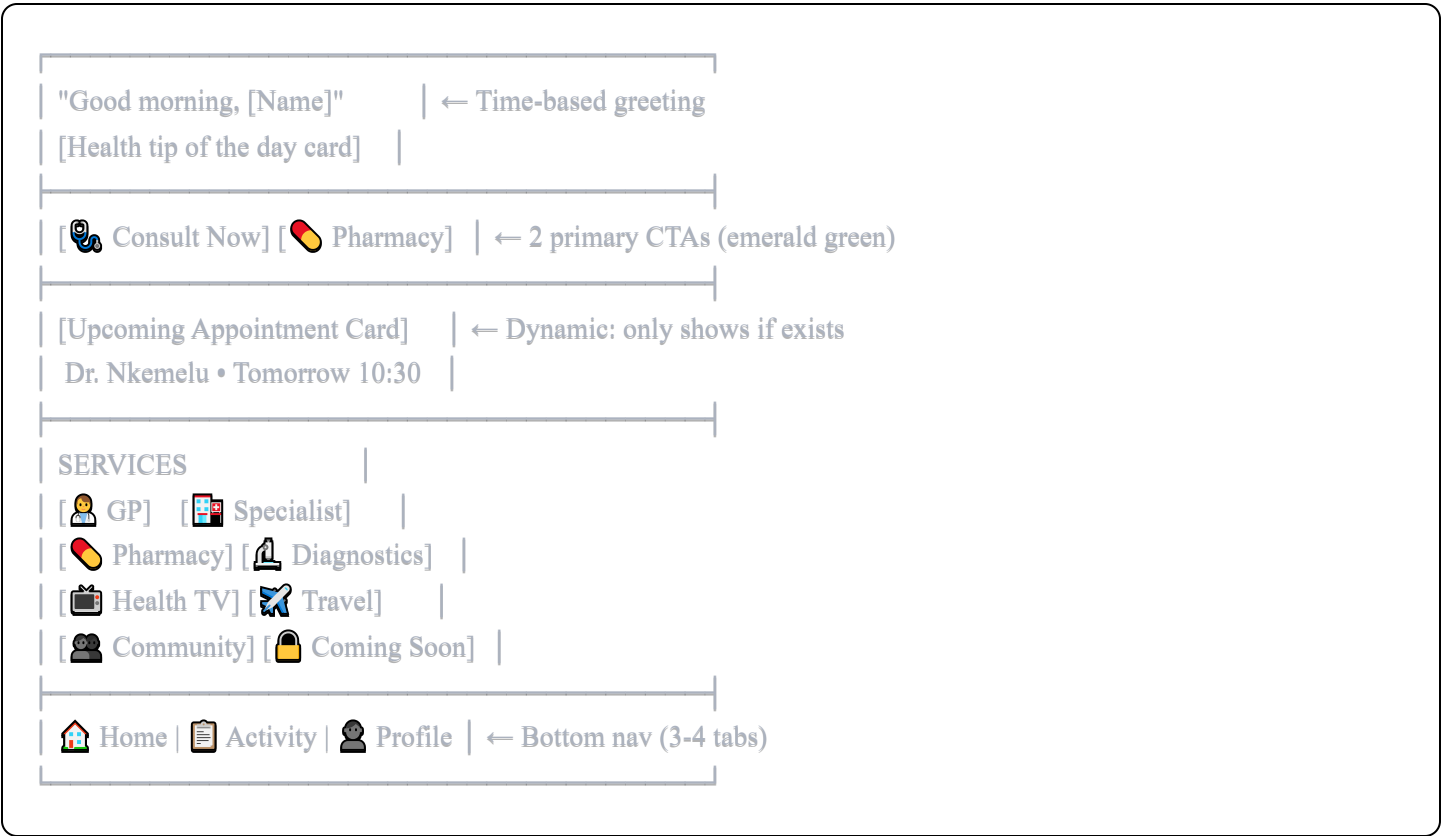 "Good morning, [Name]" │ ← Time-based greeting
[Health tip of the day card] │
[🩺 Consult Now] [💊 Pharmacy] │ ← 2 primary CTAs (emerald green)
[Upcoming Appointment Card] │ ← Dynamic: only shows if exists
Dr. Nkemelu • Tomorrow 10:30 │
SERVICES │
[👨‍⚕️ GP] [🏥 Specialist] │
[💊 Pharmacy] [🔬 Diagnostics] │
[📺 Health TV] [✈️ Travel] │
[👥 Community] [🔒 Coming Soon] │
🏠 Home | 📋 Activity | 👤 Profile │ ← Bottom nav (3-4 tabs)